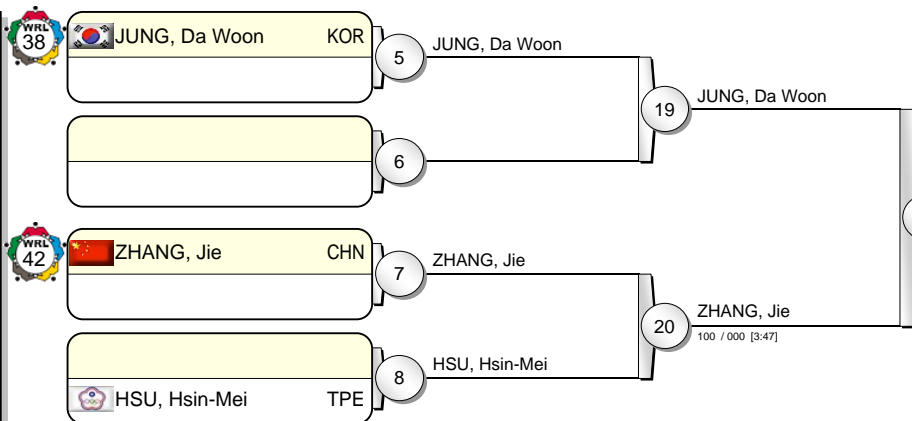 WRL
38
JUNG, Da Woon KOR
5
JUNG, Da Woon
19
JUNG, Da Woon
6
WRL
42
ZHANG, Jie CHN
7
ZHANG, Jie
20
ZHANG, Jie
100 / 000 [3:47]
8
HSU, Hsin-Mei
HSU, Hsin-Mei TPE